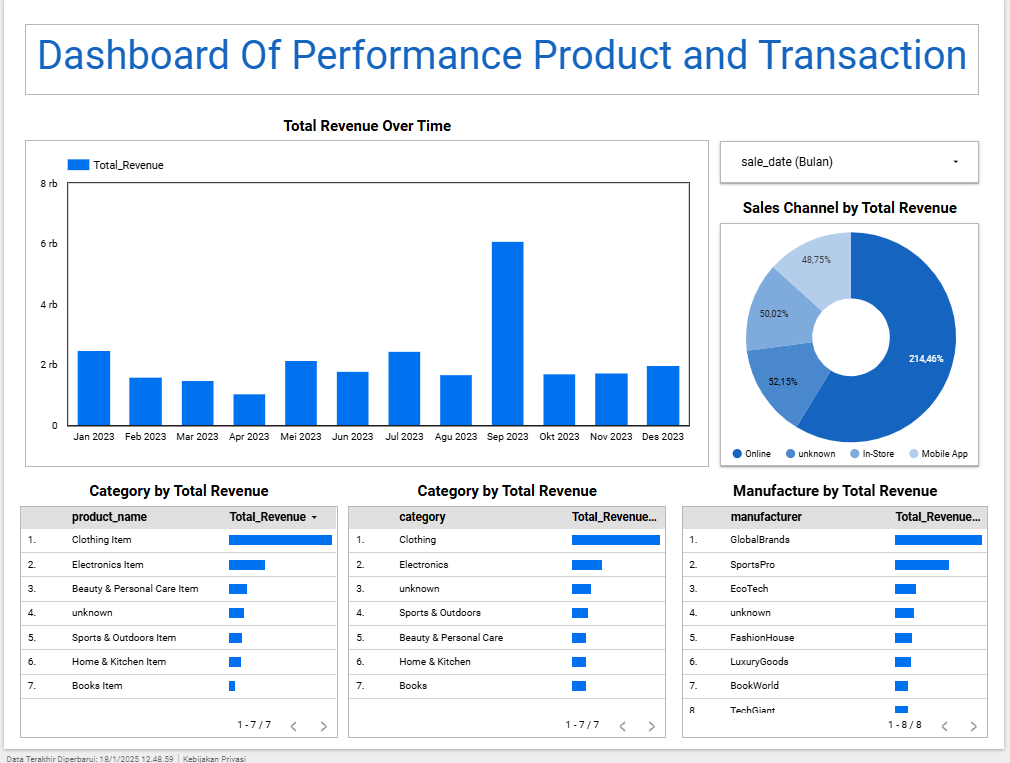 Dashboard Of Performance Product and Transaction
Total Revenue Over Time
Total_Revenue
8 rb
6 rb
4 rb
2 rb
0
Jan 2023 Feb 2023 Mar 2023 Apr 2023 Mei 2023 Jun 2023 Jul 2023 Agu 2023 Sep 2023 Okt 2023 Nov 2023 Des 2023
sale_date (Bulan)
Sales Channel by Total Revenue
48,75%
50,02%
214,46%
52,15%
Online unknown In-Store Mobile App
Category by Total Revenue
product_name Total_Revenue
1. Clothing Item
2. Electronics Item
3. Beauty & Personal Care Item
4. unknown
5. Sports & Outdoors Item
6. Home & Kitchen Item
7. Books Item
1 - 7 / 7
Category by Total Revenue
category Total_Revenue...
1. Clothing
2. Electronics
3. unknown
4. Sports & Outdoors
5. Beauty & Personal Care
6. Home & Kitchen
7. Books
1 - 7 / 7
Manufacture by Total Revenue
manufacturer Total_Revenue...
1. GlobalBrands
2. SportsPro
3. EcoTech
4. unknown
5. FashionHouse
6. LuxuryGoods
7. BookWorld
8 TechGiant
1 - 8 / 8
Data Terakhir Diperbarui: 18/1/2025 12.48.59 | Kebijakan Privasi